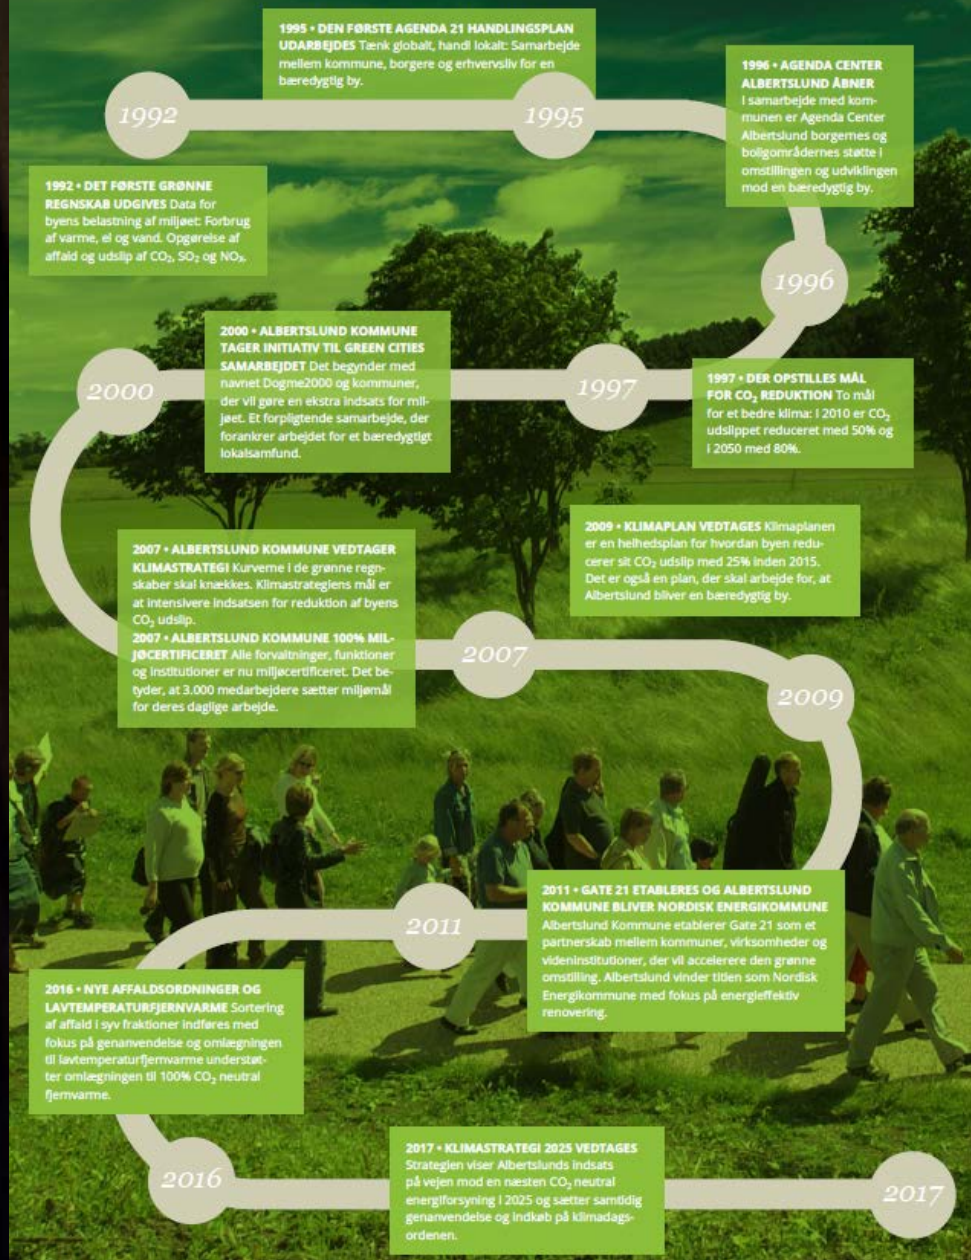 1995 • DEN FØRSTE AGENDA 21 HANDLINGSPLAN
UDARBEJDES Tænk globalt, handl lokalt: Samarbejde
mellem kommune, borgere og erhvervsliv for en
bæredygtig by.
1992
1995
1996 • AGENDA CENTER
ALBERTSLUND ÅBNER
I samarbejde med kom-
munen er Agenda Center
Albertslund borgernes og
boligområdernes støtte i
omstillingen og udviklingen
mod en bæredygtig by.
1992 • DET FØRSTE GRØNNE
REGNSKAB UDGIVES Data for
byens belastning af miljøet: Forbrug
af varme, el og vand. Opgørelse af
affald og udslip af CO₂, SO₂ og NOₓ.
1996
2000 • ALBERTSLUND KOMMUNE
TAGER INITIATIV TIL GREEN CITIES
SAMARBEJDET Det begynder med
navnet Dogme2000 og kommuner,
der vil gøre en ekstra indsats for mil-
jøet. Et forpligtende samarbejde, der
forankrer arbejdet for et bæredygtigt
lokalsamfund.
2000
1997
1997 • DER OPSTILLES MÅL
FOR CO₂ REDUKTION To mål
for et bedre klima: I 2010 er CO₂
udslippet reduceret med 50% og
i 2050 med 80%.
2009 • KLIMAPLAN VEDTAGES Klimaplanen
er en helhedsplan for hvordan byen redu-
cerer sit CO₂ udslip med 25% inden 2015.
Det er også en plan, der skal arbejde for, at
Albertslund bliver en bæredygtig by.
2007 • ALBERTSLUND KOMMUNE VEDTAGER
KLIMASTRATEGI Kurverne i de grønne regn-
skaber skal knækkes. Klimastrategiens mål er
at intensivere indsatsen for reduktion af byens
CO₂ udslip.
2007 • ALBERTSLUND KOMMUNE 100% MIL-
JØCERTIFICERET Alle forvaltninger, funktioner
og institutioner er nu miljøcertificeret. Det be-
tyder, at 3.000 medarbejdere sætter miljømål
for deres daglige arbejde.
2007
2009
2011 • GATE 21 ETABLERES OG ALBERTSLUND
KOMMUNE BLIVER NORDISK ENERGIKOMMUNE
Albertslund Kommune etablerer Gate 21 som et
partnerskab mellem kommuner, virksomheder og
videninstitutioner, der vil accelerere den grønne
omstilling. Albertslund vinder titlen som Nordisk
Energikommune med fokus på energieffektiv
renovering.
2011
2016 • NYE AFFALDSORDNINGER OG
LAVTEMPERATURFJERNVARME Sortering
af affald i syv fraktioner indføres med
fokus på genanvendelse og omlægningen
til lavtemperaturfjernvarme understøt-
ter omlægningen til 100% CO₂ neutral
fjernvarme.
2016
2017 • KLIMASTRATEGI 2025 VEDTAGES
Strategien viser Albertslunds indsats
på vejen mod en næsten CO₂ neutral
energiforsyning i 2025 og sætter samtidig
genanvendelse og indkøb på klimadags-
ordenen.
2017